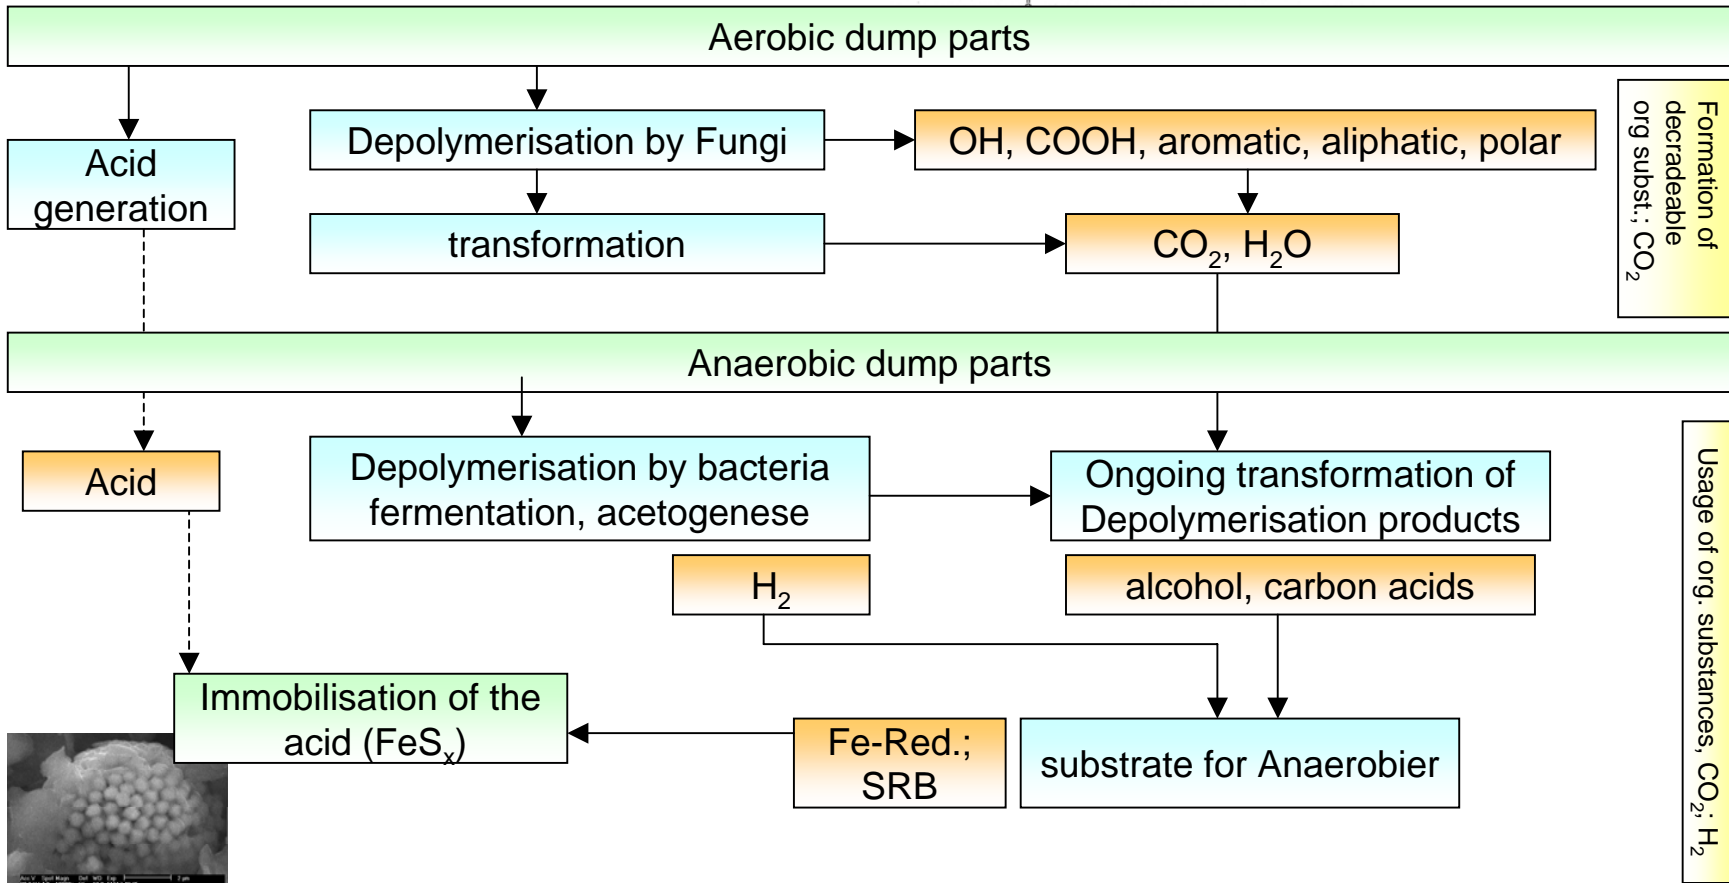 Aerobic dump parts
Acid
generation
Depolymerisation by Fungi
OH, COOH, aromatic, aliphatic, polar
transformation
CO₂, H₂O
Formation of
decradeable
org subst.; CO₂
Anaerobic dump parts
Acid
Depolymerisation by bacteria
fermentation, acetogenese
Ongoing transformation of
Depolymerisation products
H₂
alcohol, carbon acids
Immobilisation of the
acid (FeSₓ)
Fe-Red.;
SRB
substrate for Anaerobier
Usage of org. substances, CO₂; H₂
2 µm